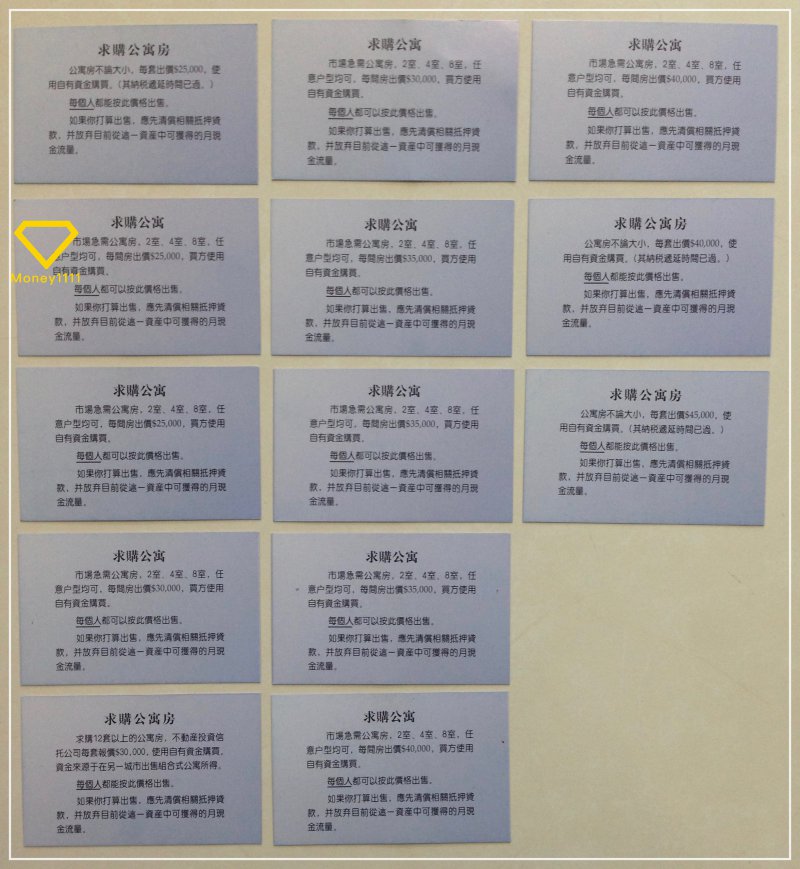 求購公寓房
公寓房不論大小，每套出價$25,000，使
用自有資金購買。（其納税遞延時間已過。）
每個人都能按此價格出售。
如果你打算出售，應先清償相關抵押貸
款，并放弃目前從這一資産中可獲得的月現
金流量。
求購公寓
市場急需公寓房，2室、4室、8室，任
意户型均可，每間房出價$30,000，買方使用
自有資金購買。
每個人都可以按此價格出售。
如果你打算出售，應先清償相關抵押貸
款，并放弃目前從這一資産中可獲得的月現
金流量。
求購公寓
市場急需公寓房，2室、4室、8室，任
意户型均可，每間房出價$40,000，買方使用
自有資金購買。
每個人都可以按此價格出售。
如果你打算出售，應先清償相關抵押貸
款，并放弃目前從這一資産中可獲得的月現
金流量。
求購公寓
市場急需公寓房，2室、4室、8室，任
意户型均可，每間房出價$25,000，買方使用
自有資金購買。
Money1111
每個人都可以按此價格出售。
如果你打算出售，應先清償相關抵押貸
款，并放弃目前從這一資産中可獲得的月現
金流量。
求購公寓
市場急需公寓房，2室、4室、8室，任
意户型均可，每間房出價$35,000，買方使用
自有資金購買。
每個人都可以按此價格出售。
如果你打算出售，應先清償相關抵押貸
款，并放弃目前從這一資産中可獲得的月現
金流量。
求購公寓房
公寓房不論大小，每套出價$40,000，使
用自有資金購買。（其納税遞延時間已過。）
每個人都能按此價格出售。
如果你打算出售，應先清償相關抵押貸
款，并放弃目前從這一資産中可獲得的月現
金流量。
求購公寓
市場急需公寓房，2室、4室、8室，任
意户型均可，每間房出價$25,000，買方使用
自有資金購買。
每個人都可以按此價格出售。
如果你打算出售，應先清償相關抵押貸
款，并放弃目前從這一資産中可獲得的月現
金流量。
求購公寓
市場急需公寓房，2室、4室、8室，任
意户型均可，每間房出價$35,000，買方使用
自有資金購買。
每個人都可以按此價格出售。
如果你打算出售，應先清償相關抵押貸
款，并放弃目前從這一資産中可獲得的月現
金流量。
求購公寓房
公寓房不論大小，每套出價$45,000，使
用自有資金購買。（其納税遞延時間已過。）
每個人都能按此價格出售。
如果你打算出售，應先清償相關抵押貸
款，并放弃目前從這一資産中可獲得的月現
金流量。
求購公寓
市場急需公寓房，2室、4室、8室，任
意户型均可，每間房出價$30,000，買方使用
自有資金購買。
每個人都可以按此價格出售。
如果你打算出售，應先清償相關抵押貸
款，并放弃目前從這一資産中可獲得的月現
金流量。
求購公寓
市場急需公寓房，2室、4室、8室，任
意户型均可，每間房出價$35,000，買方使用
自有資金購買。
每個人都可以按此價格出售。
如果你打算出售，應先清償相關抵押貸
款，并放弃目前從這一資産中可獲得的月現
金流量。
求購公寓房
求購12套以上的公寓房，不動産投資信
托公司每套報價$30,000，使用自有資金購買，
資金來源于在另一城市出售組合式公寓所得。
每個人都能按此價格出售。
如果你打算出售，應先清償相關抵押貸
款，并放弃目前從這一資産中可獲得的月現
金流量。
求購公寓
市場急需公寓房，2室、4室、8室，任
意户型均可，每間房出價$40,000，買方使用
自有資金購買。
每個人都可以按此價格出售。
如果你打算出售，應先清償相關抵押貸
款，并放弃目前從這一資産中可獲得的月現
金流量。